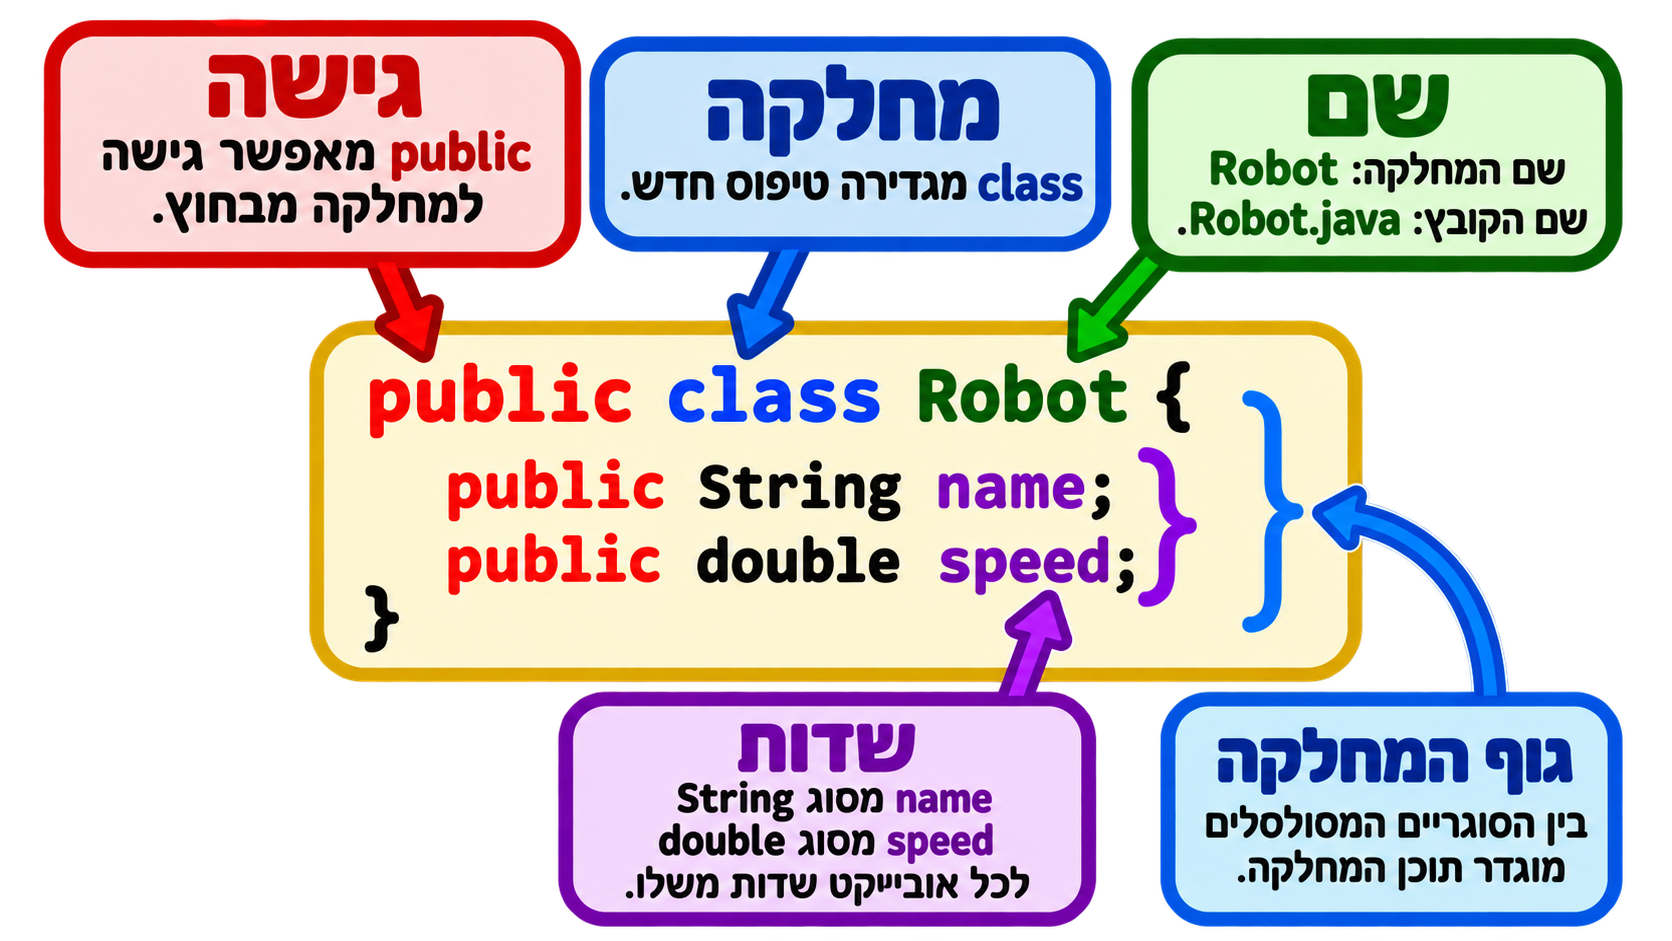 גישה
public מאפשר גישה
למחלקה מבחוץ.
מחלקה
class מגדירה טיפוס חדש.
שם
שם המחלקה: Robot
שם הקובץ: Robot.java.
public class Robot {
public String name;
public double speed;
}
שדות
name מסוג String
speed מסוג double
לכל אובייקט שדות משלו.
גוף המחלקה
בין הסוגריים המסולסלים
מוגדר תוכן המחלקה.